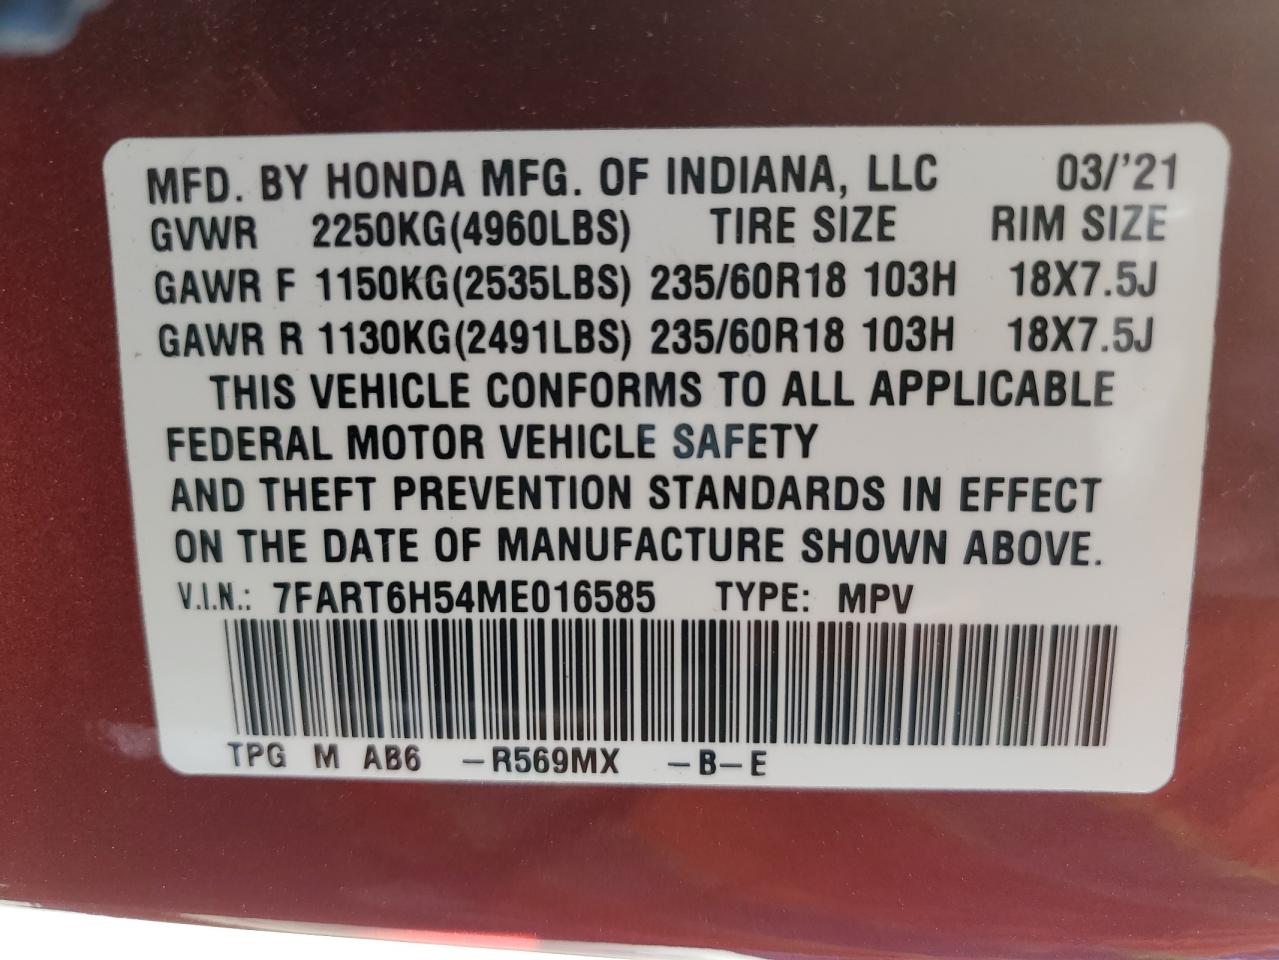 MFD. BY HONDA MFG. OF INDIANA, LLC 03/'21
GVWR 2250KG(4960LBS) TIRE SIZE RIM SIZE
GAWR F 1150KG(2535LBS) 235/60R18 103H 18X7.5J
GAWR R 1130KG(2491LBS) 235/60R18 103H 18X7.5J
THIS VEHICLE CONFORMS TO ALL APPLICABLE
FEDERAL MOTOR VEHICLE SAFETY
AND THEFT PREVENTION STANDARDS IN EFFECT
ON THE DATE OF MANUFACTURE SHOWN ABOVE.
V.I.N.: 7FART6H54ME016585 TYPE: MPV
TPG M AB6 -R569MX -B-E